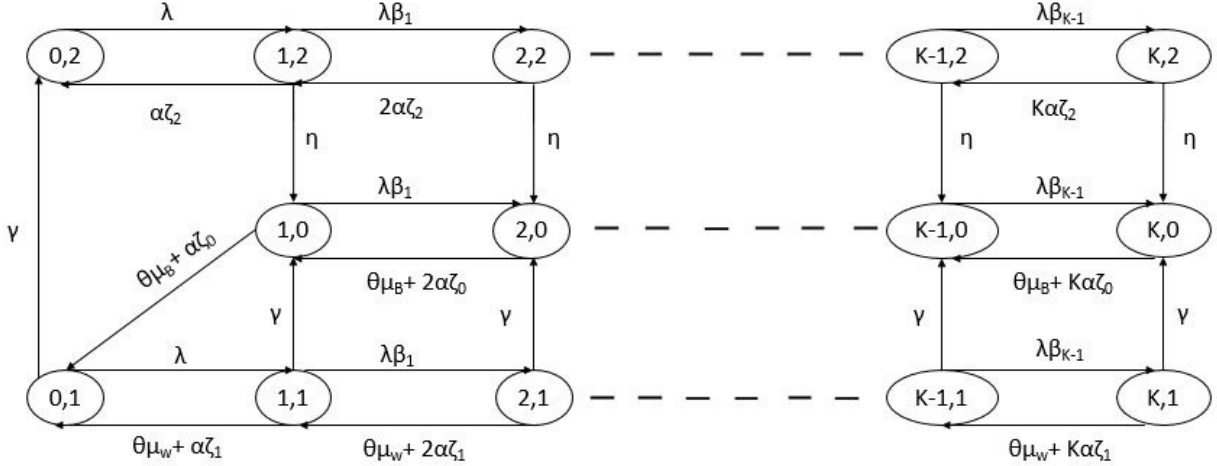 λ λβ₁ λβK-1
0,2 1,2 2,2 K-1,2 K,2
αζ₂ 2αζ₂ Kαζ₂
η η η η
λβ₁ λβK-1
γ 1,0 2,0 K-1,0 K,0
θμB+ αζ₀ θμB+ 2αζ₀ θμB+ Kαζ₀
γ γ γ γ
λ λβ₁ λβK-1
0,1 1,1 2,1 K-1,1 K,1
θμw+ αζ₁ θμw+ 2αζ₁ θμw+ Kαζ₁